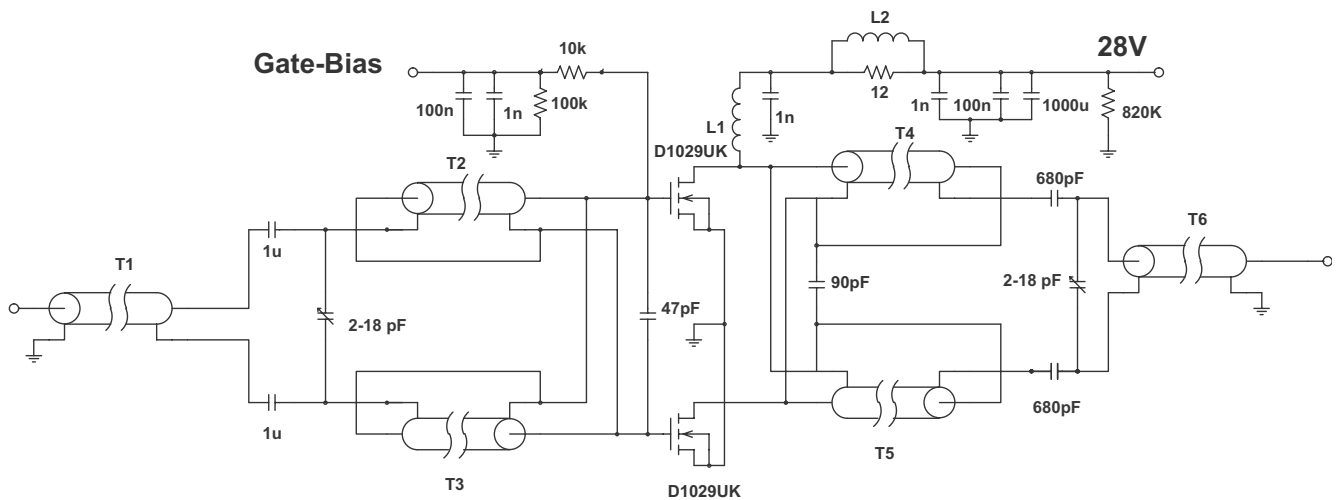 L2
Gate-Bias
10k
28V
100n
1n
100k
12
1n
100n
1000u
820K
L1
1n
D1029UK
T4
T2
680pF
T6
1u
T1
2-18 pF
47pF
90pF
2-18 pF
1u
T3
T5
680pF
D1029UK